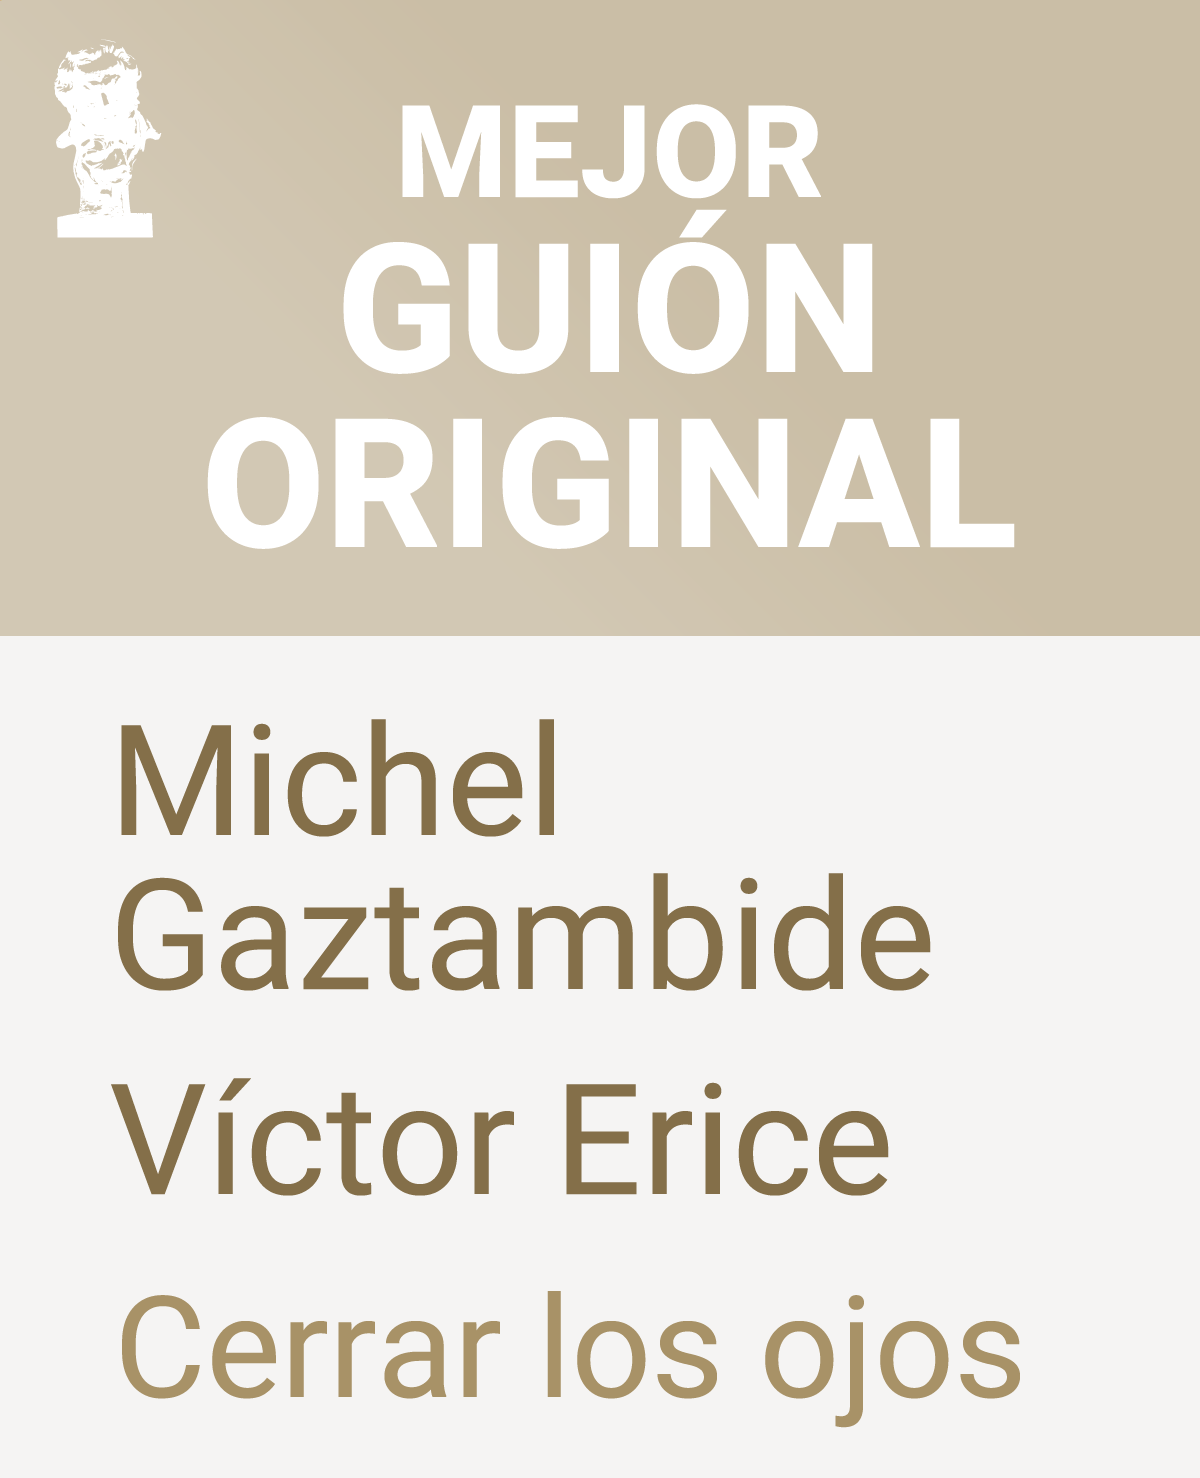 MEJOR
GUIÓN
ORIGINAL
Michel
Gaztambide
Víctor Erice
Cerrar los ojos